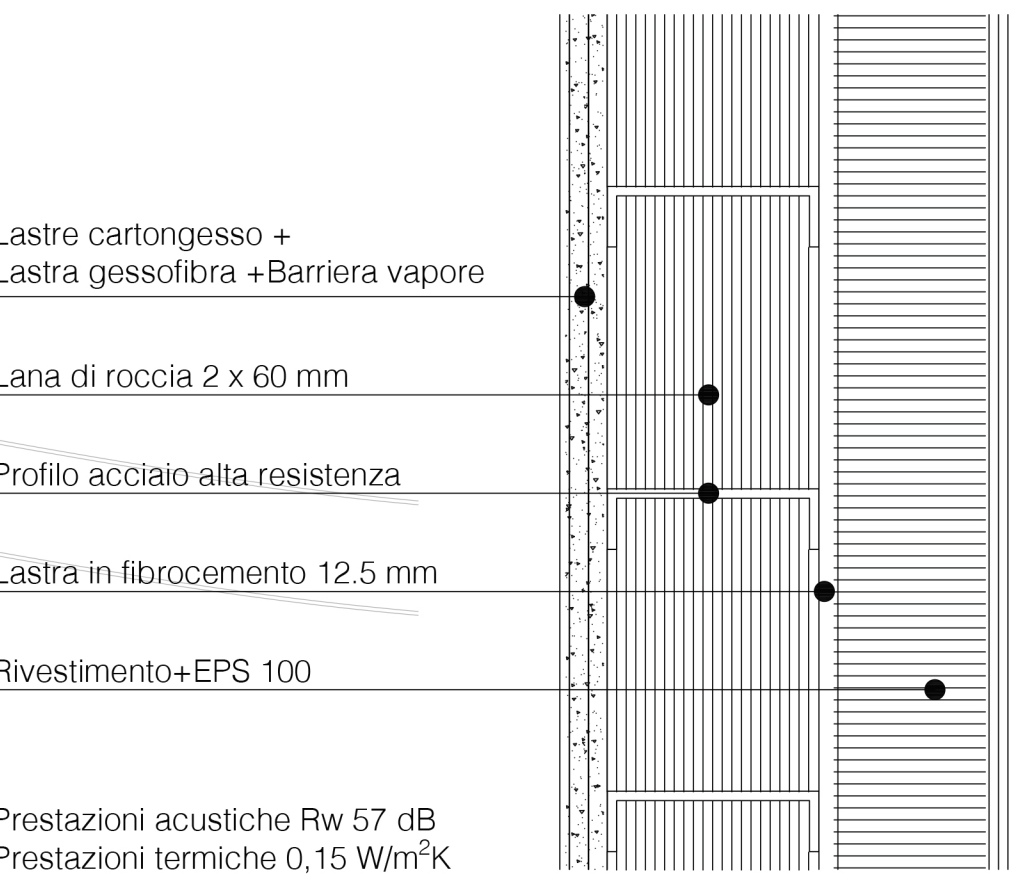 Lastre cartongesso +
Lastra gessofibra +Barriera vapore
Lana di roccia 2 x 60 mm
Profilo acciaio alta resistenza
Lastra in fibrocemento 12.5 mm
Rivestimento+EPS 100
Prestazioni acustiche Rw 57 dB
Prestazioni termiche 0,15 W/m²K